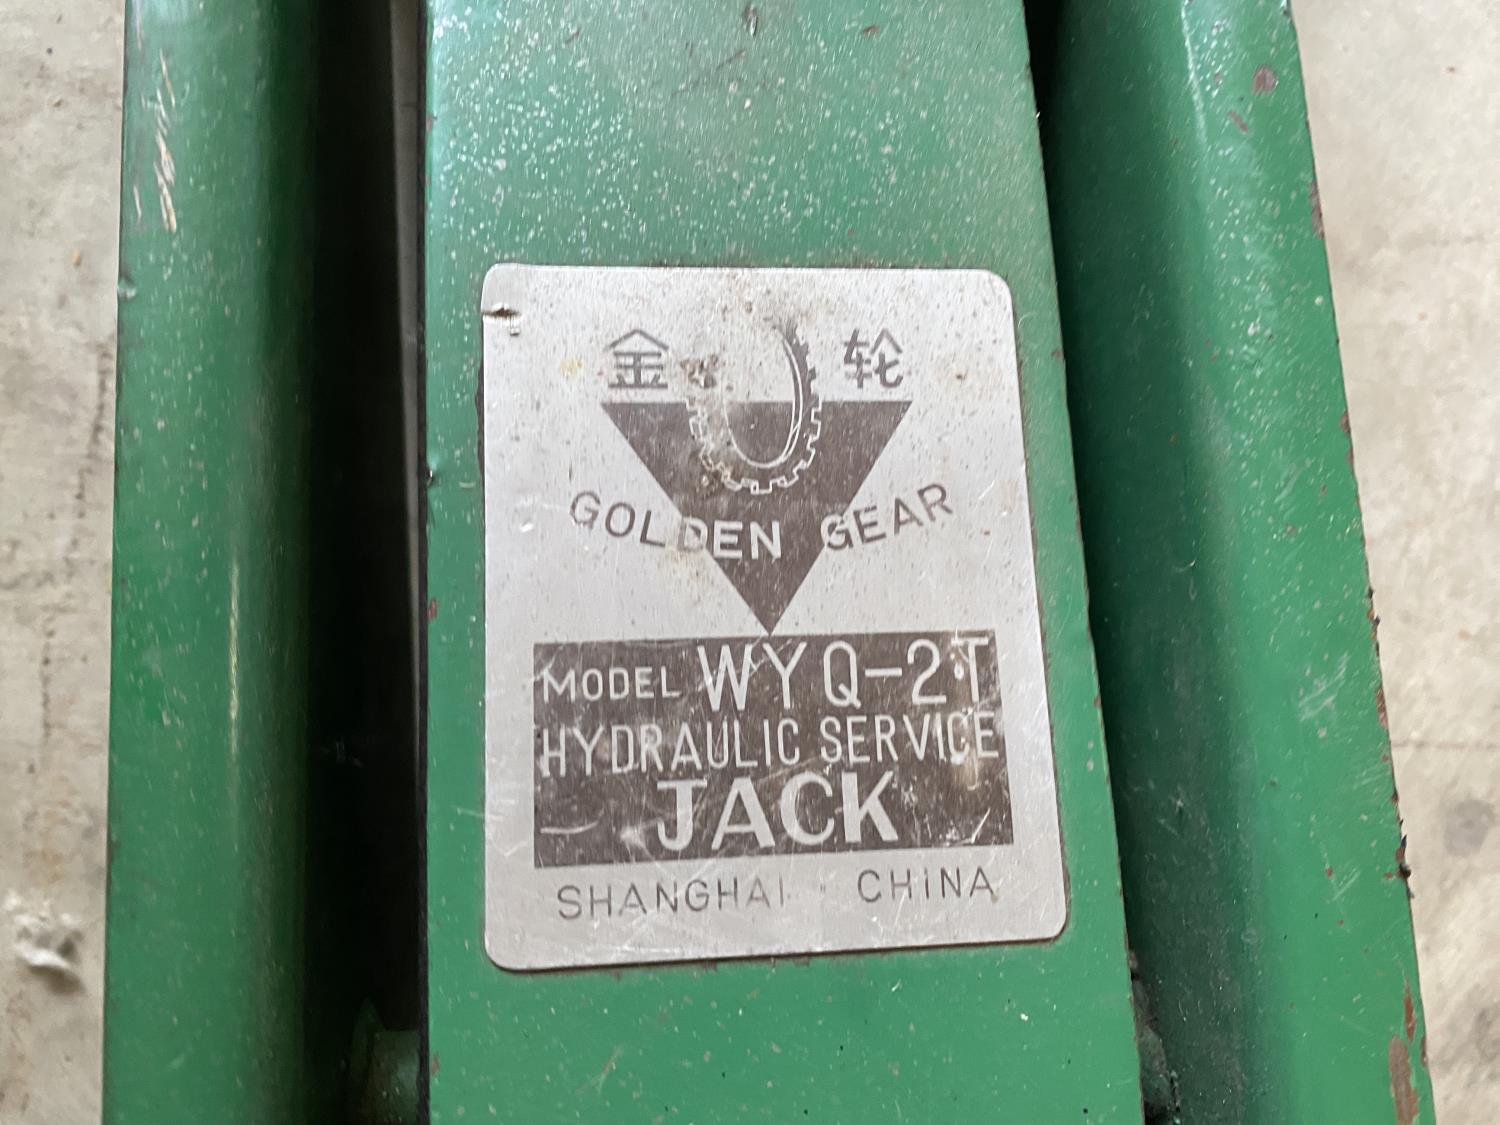 金 轮
GOLDEN GEAR
MODEL WYQ-2T
HYDRAULIC SERVICE
JACK
SHANGHAI CHINA